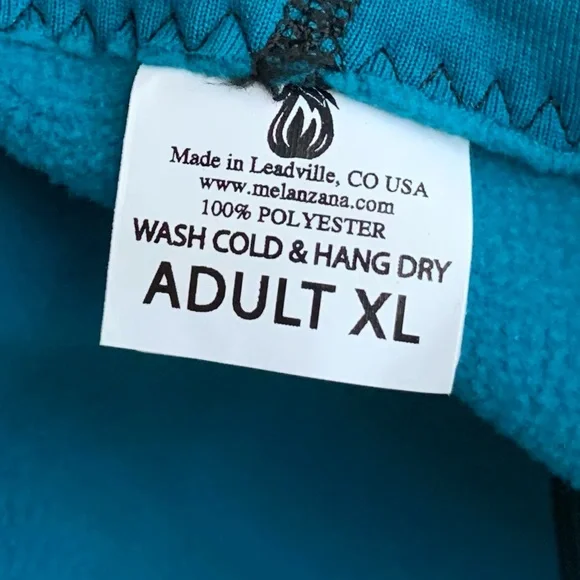 Made in Leadville, CO USA
www.melanzana.com
100% POLYESTER
WASH COLD & HANG DRY
ADULT XL